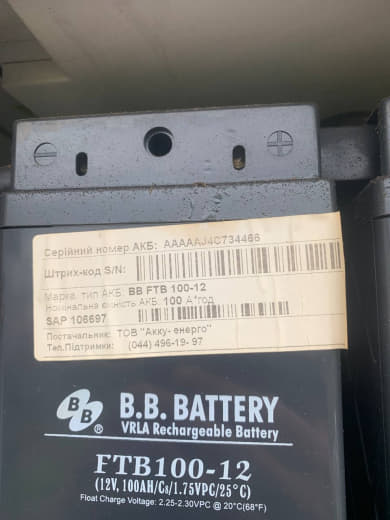 Серійний номер АКБ: AAAAAJ4C734466
Штрих-код S/N:
Марка, тип АКБ: BB FTB 100-12
Номінальна ємність АКБ: 100 А*год
SAP 106697
Постачальник: ТОВ "Акку-енерго"
Тел.Підтримки: (044) 496-19-97
BB®
B.B. BATTERY
VRLA Rechargeable Battery
FTB100-12
(12V, 100AH/C₈/1.75VPC/25°C)
Float Charge Voltage: 2.25-2.30VPC @ 20°C(68°F)